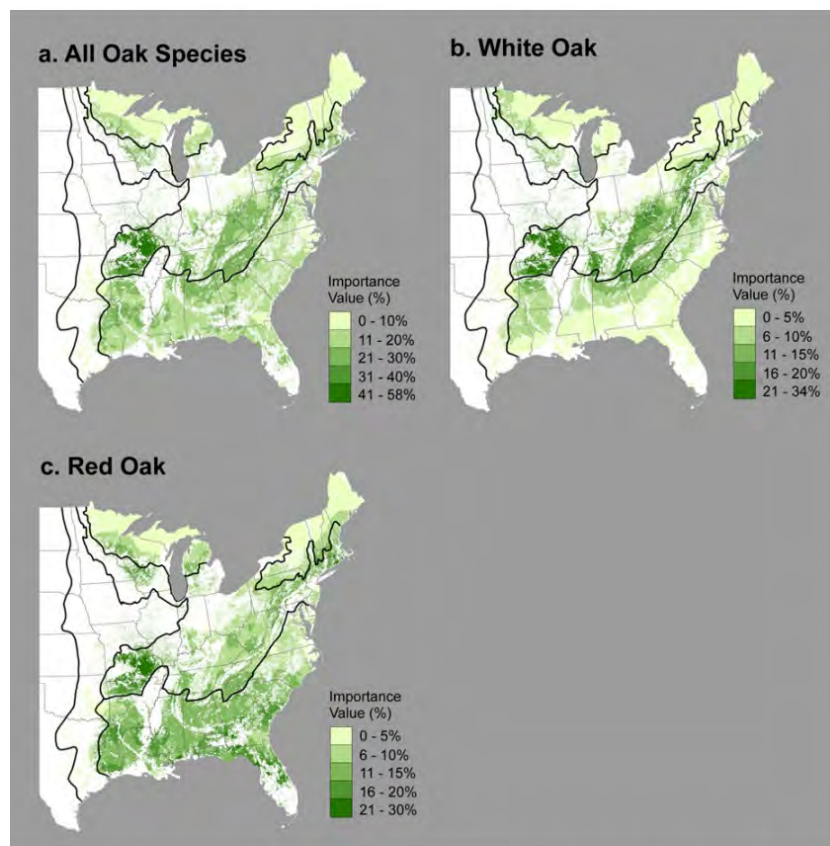 a. All Oak Species
Importance
Value (%)
0 - 10%
11 - 20%
21 - 30%
31 - 40%
41 - 58%
b. White Oak
Importance
Value (%)
0 - 5%
6 - 10%
11 - 15%
16 - 20%
21 - 34%
c. Red Oak
Importance
Value (%)
0 - 5%
6 - 10%
11 - 15%
16 - 20%
21 - 30%